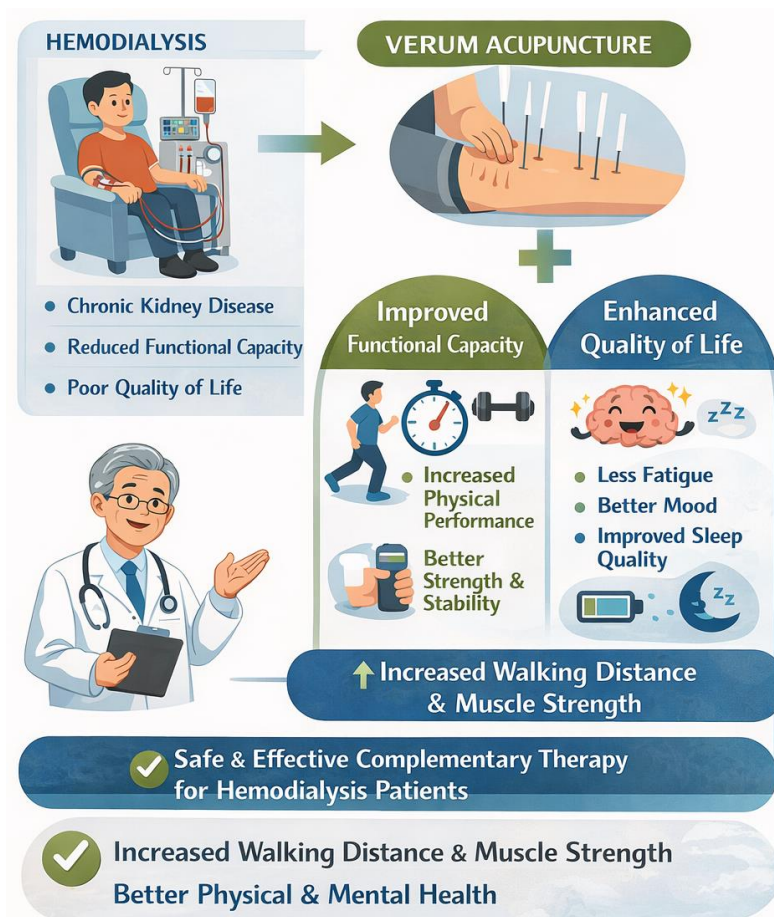 HEMODIALYSIS
VERUM ACUPUNCTURE
Chronic Kidney Disease
Reduced Functional Capacity
Poor Quality of Life
Improved
Functional Capacity
Increased
Physical
Performance
Better
Strength &
Stability
Enhanced
Quality of Life
zzz
Less Fatigue
Better Mood
Improved Sleep
Quality
zz
Increased Walking Distance
& Muscle Strength
Safe & Effective Complementary Therapy
for Hemodialysis Patients
Increased Walking Distance & Muscle Strength
Better Physical & Mental Health